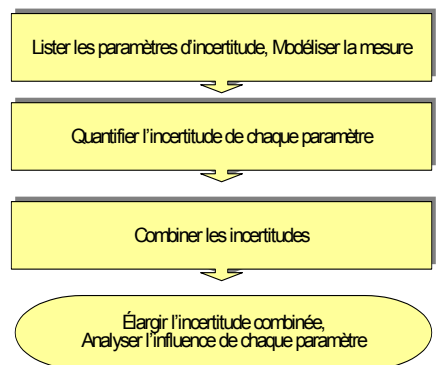 Lister les paramètres d'incertitude, Modéliser la mesure
Quantifier l'incertitude de chaque paramètre
Combiner les incertitudes
Élargir l'incertitude combinée,
Analyser l'influence de chaque paramètre